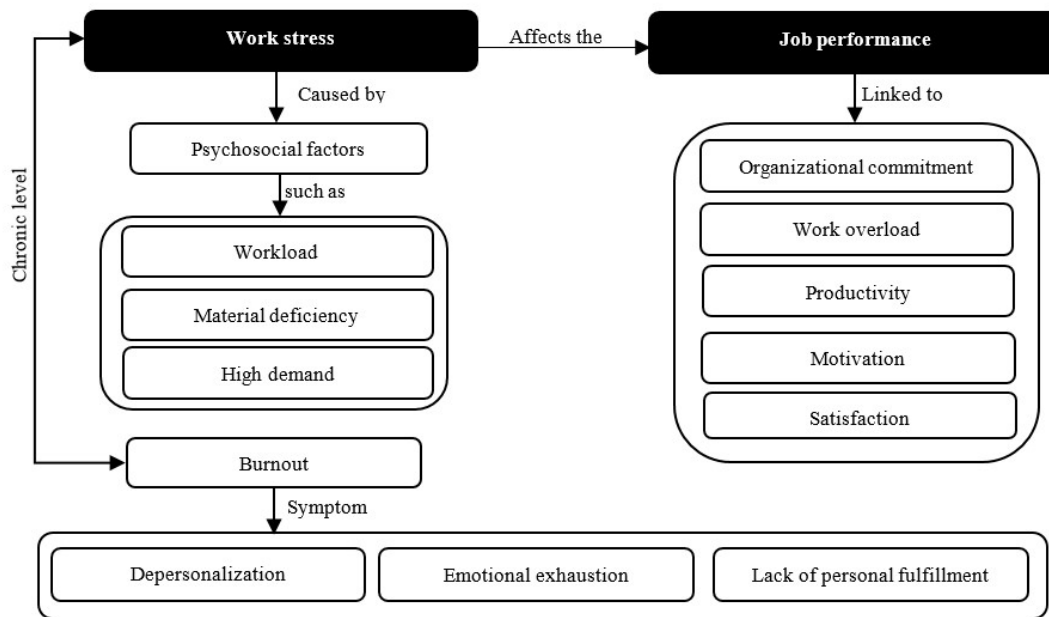 Work stress
Affects the
Job performance
Caused by
Linked to
Psychosocial factors
such as
Workload
Material deficiency
High demand
Organizational commitment
Work overload
Productivity
Motivation
Satisfaction
Chronic level
Burnout
Symptom
Depersonalization
Emotional exhaustion
Lack of personal fulfillment